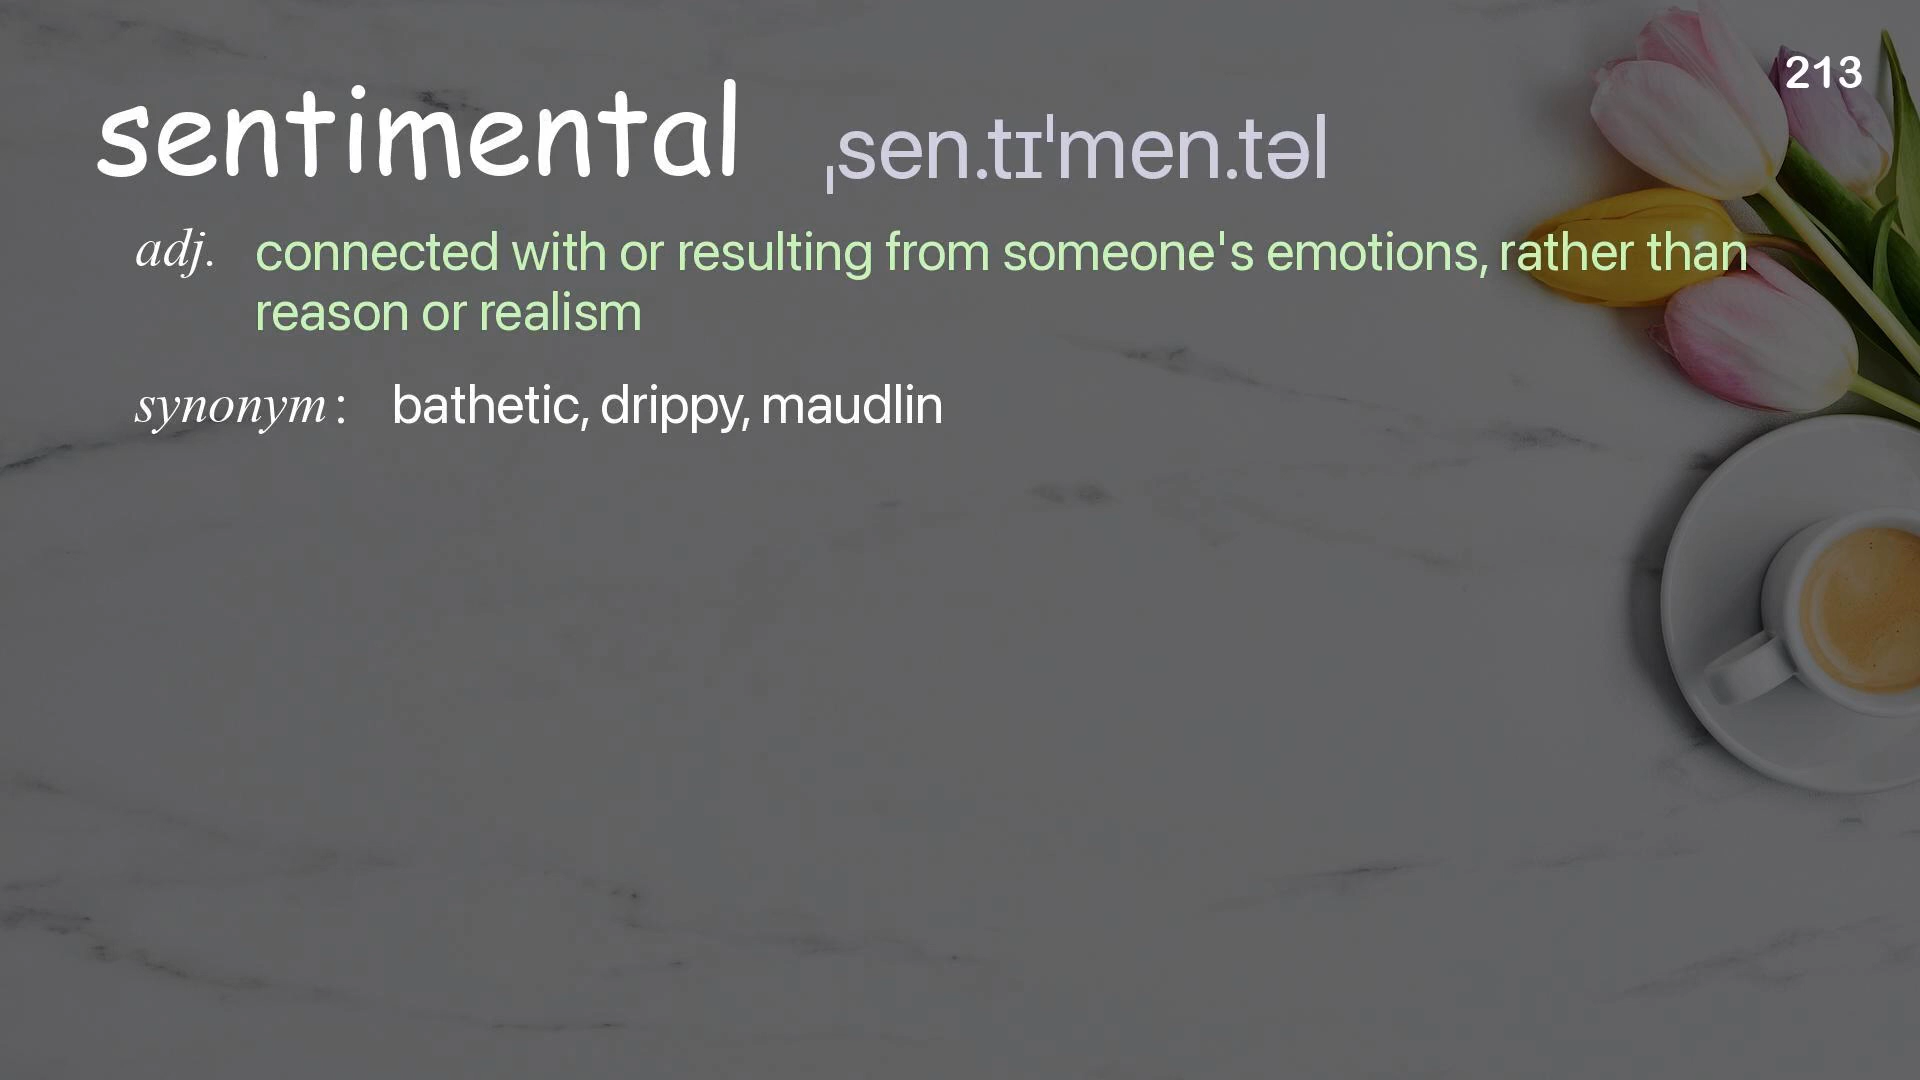 213
sentimental ˌsen.tɪˈmen.təl
adj. connected with or resulting from someone's emotions, rather than
reason or realism
synonym: bathetic, drippy, maudlin